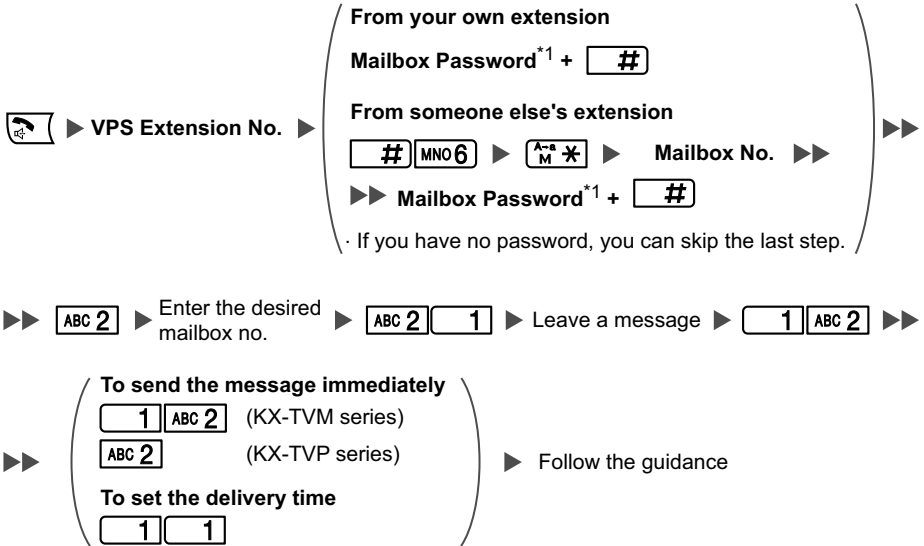 From your own extension
Mailbox Password*1 + #
VPS Extension No.
From someone else's extension
# MNO 6 A→a M ✱ Mailbox No.
Mailbox Password*1 + #
· If you have no password, you can skip the last step.
ABC 2 Enter the desired
mailbox no.
ABC 2 1 Leave a message 1 ABC 2
To send the message immediately
1 ABC 2 (KX-TVM series)
ABC 2 (KX-TVP series)
Follow the guidance
To set the delivery time
1 1